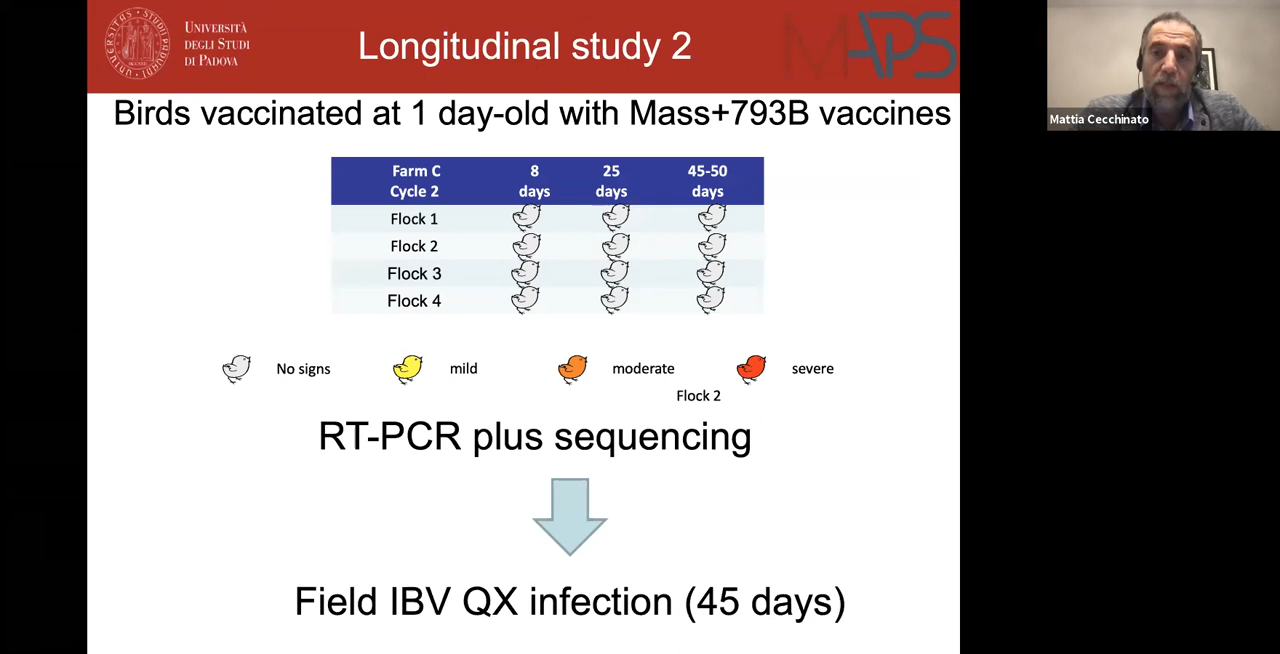 UNIVERSITÀ
DEGLI STUDI
DI PADOVA
Longitudinal study 2
MAPS
Mattia Cecchinato
Birds vaccinated at 1 day-old with Mass+793B vaccines
Farm C 8 25 45-50
Cycle 2 days days days
Flock 1
Flock 2
Flock 3
Flock 4
No signs mild moderate severe
Flock 2
RT-PCR plus sequencing
Field IBV QX infection (45 days)